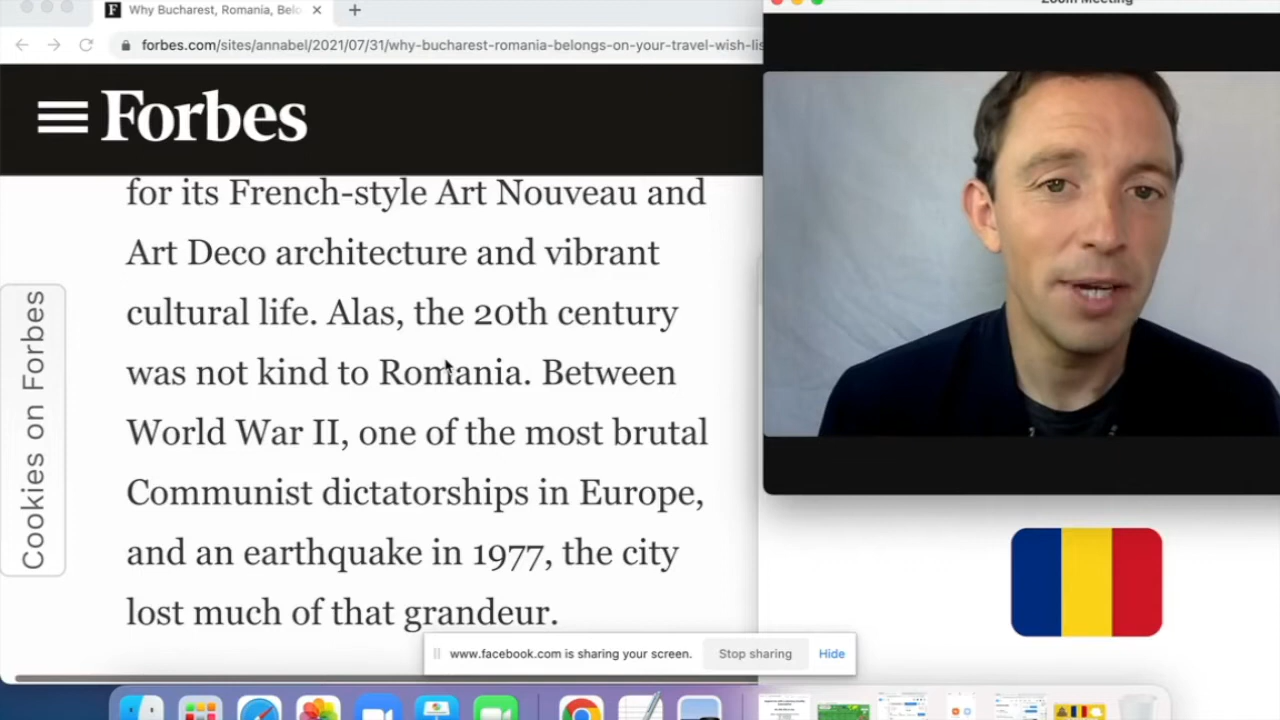 Why Bucharest, Romania, Belo
forbes.com/sites/annabel/2021/07/31/why-bucharest-romania-belongs-on-your-travel-wish-lis
Zoom Meeting
Forbes
for its French-style Art Nouveau and
Art Deco architecture and vibrant
cultural life. Alas, the 20th century
was not kind to Romania. Between
World War II, one of the most brutal
Communist dictatorships in Europe,
and an earthquake in 1977, the city
lost much of that grandeur.
Cookies on Forbes
www.facebook.com is sharing your screen.
Stop sharing
Hide